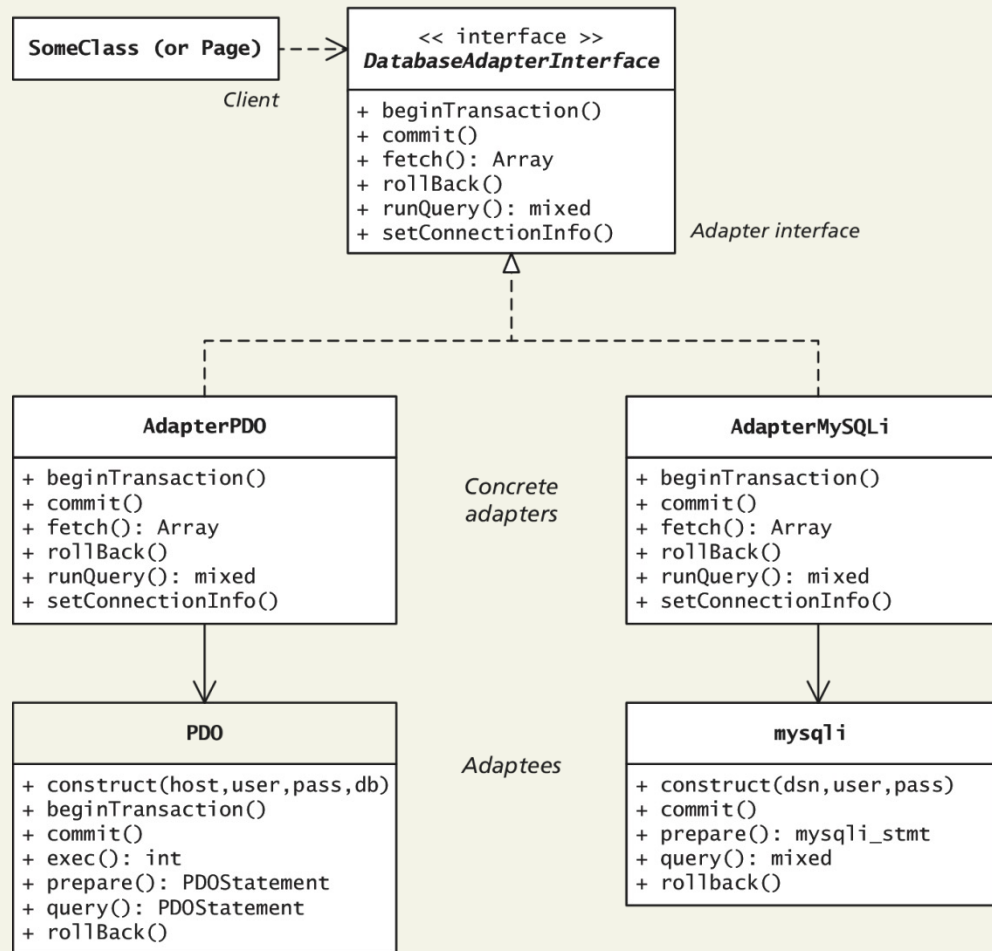 SomeClass (or Page)
Client
<< interface >>
DatabaseAdapterInterface
+ beginTransaction()
+ commit()
+ fetch(): Array
+ rollBack()
+ runQuery(): mixed
+ setConnectionInfo()
Adapter interface
AdapterPDO
+ beginTransaction()
+ commit()
+ fetch(): Array
+ rollBack()
+ runQuery(): mixed
+ setConnectionInfo()
Concrete
adapters
AdapterMySQLi
+ beginTransaction()
+ commit()
+ fetch(): Array
+ rollBack()
+ runQuery(): mixed
+ setConnectionInfo()
PDO
+ construct(host,user,pass,db)
+ beginTransaction()
+ commit()
+ exec(): int
+ prepare(): PDOStatement
+ query(): PDOStatement
+ rollBack()
Adaptees
mysqli
+ construct(dsn,user,pass)
+ commit()
+ prepare(): mysqli_stmt
+ query(): mixed
+ rollback()